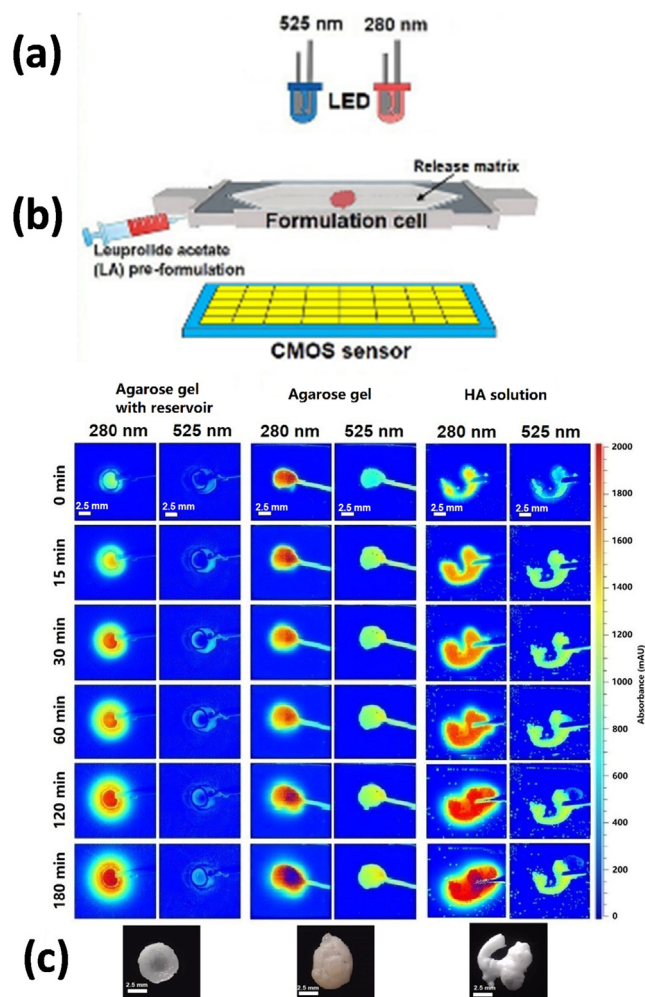 (a)
525 nm 280 nm
LED
Release matrix
(b)
Formulation cell
Leuprolide acetate
(LA) pre-formulation
CMOS sensor
Agarose gel
with reservoir
Agarose gel
HA solution
280 nm 525 nm 280 nm 525 nm 280 nm 525 nm
0 min
2.5 mm 2.5 mm 2.5 mm 2.5 mm 2.5 mm 2.5 mm
15 min
30 min
60 min
120 min
180 min
2000
1800
1600
1400
1200
1000
800
600
400
200
0
Absorbance (mAU)
(c)
2.5 mm 2.5 mm 2.5 mm